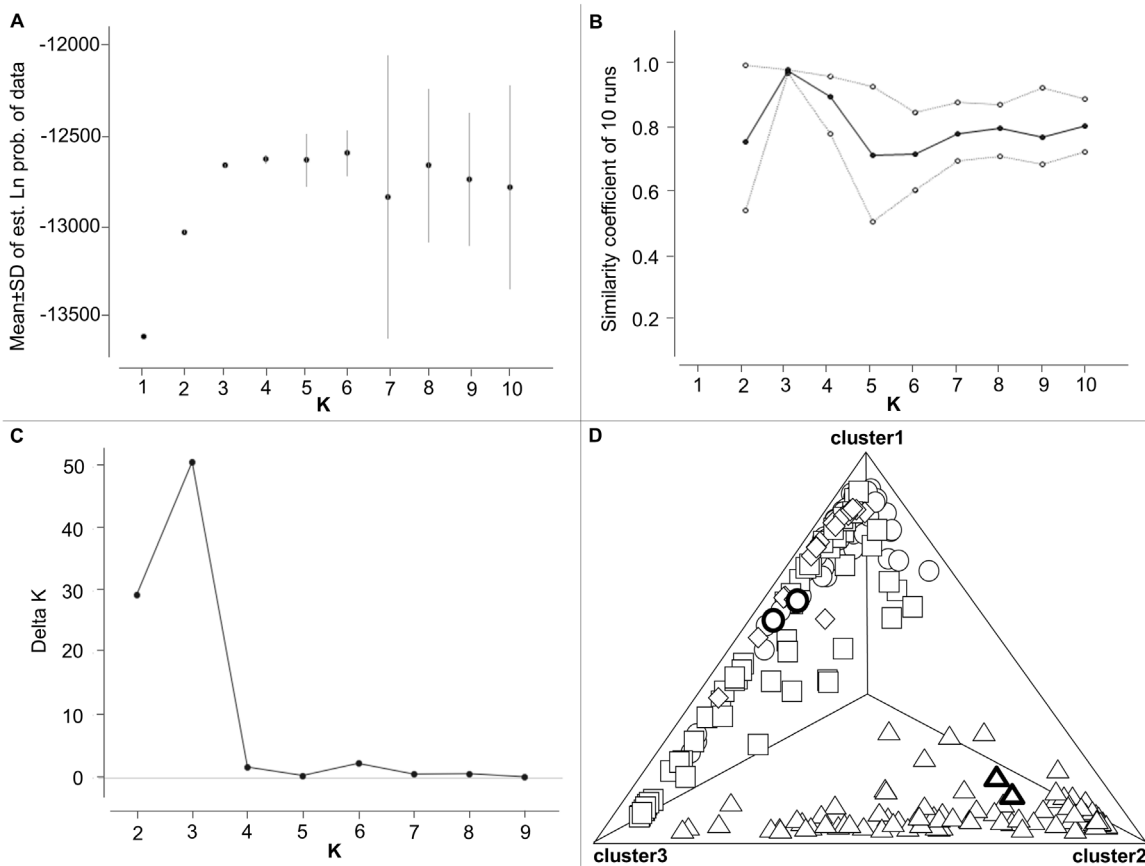 A
Mean±SD of est. Ln prob. of data
-12000
-12500
-13000
-13500
1 2 3 4 5 6 7 8 9 10
K
B
Similarity coefficient of 10 runs
1.0
0.8
0.6
0.4
0.2
1 2 3 4 5 6 7 8 9 10
K
C
Delta K
50
40
30
20
10
0
2 3 4 5 6 7 8 9
K
D
cluster1
cluster3 cluster2